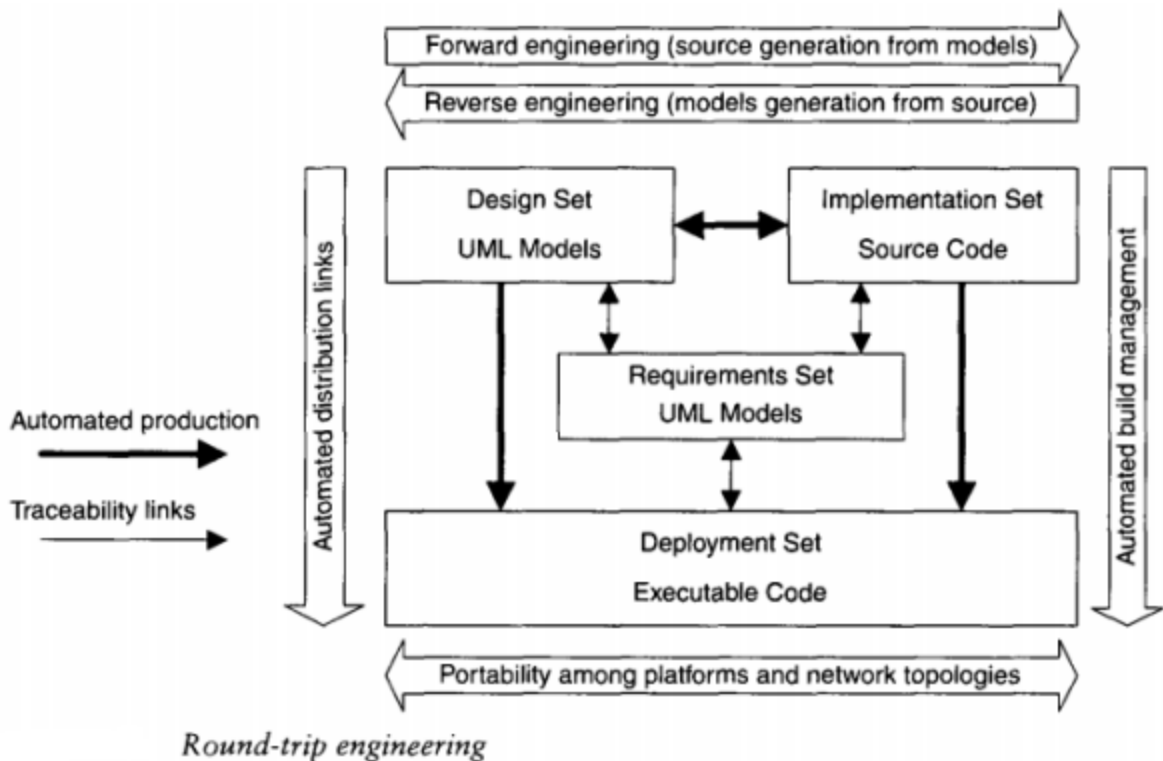 Forward engineering (source generation from models)
Reverse engineering (models generation from source)
Design Set
UML Models
Implementation Set
Source Code
Requirements Set
UML Models
Automated distribution links
Automated build management
Automated production
Traceability links
Deployment Set
Executable Code
Portability among platforms and network topologies
Round-trip engineering